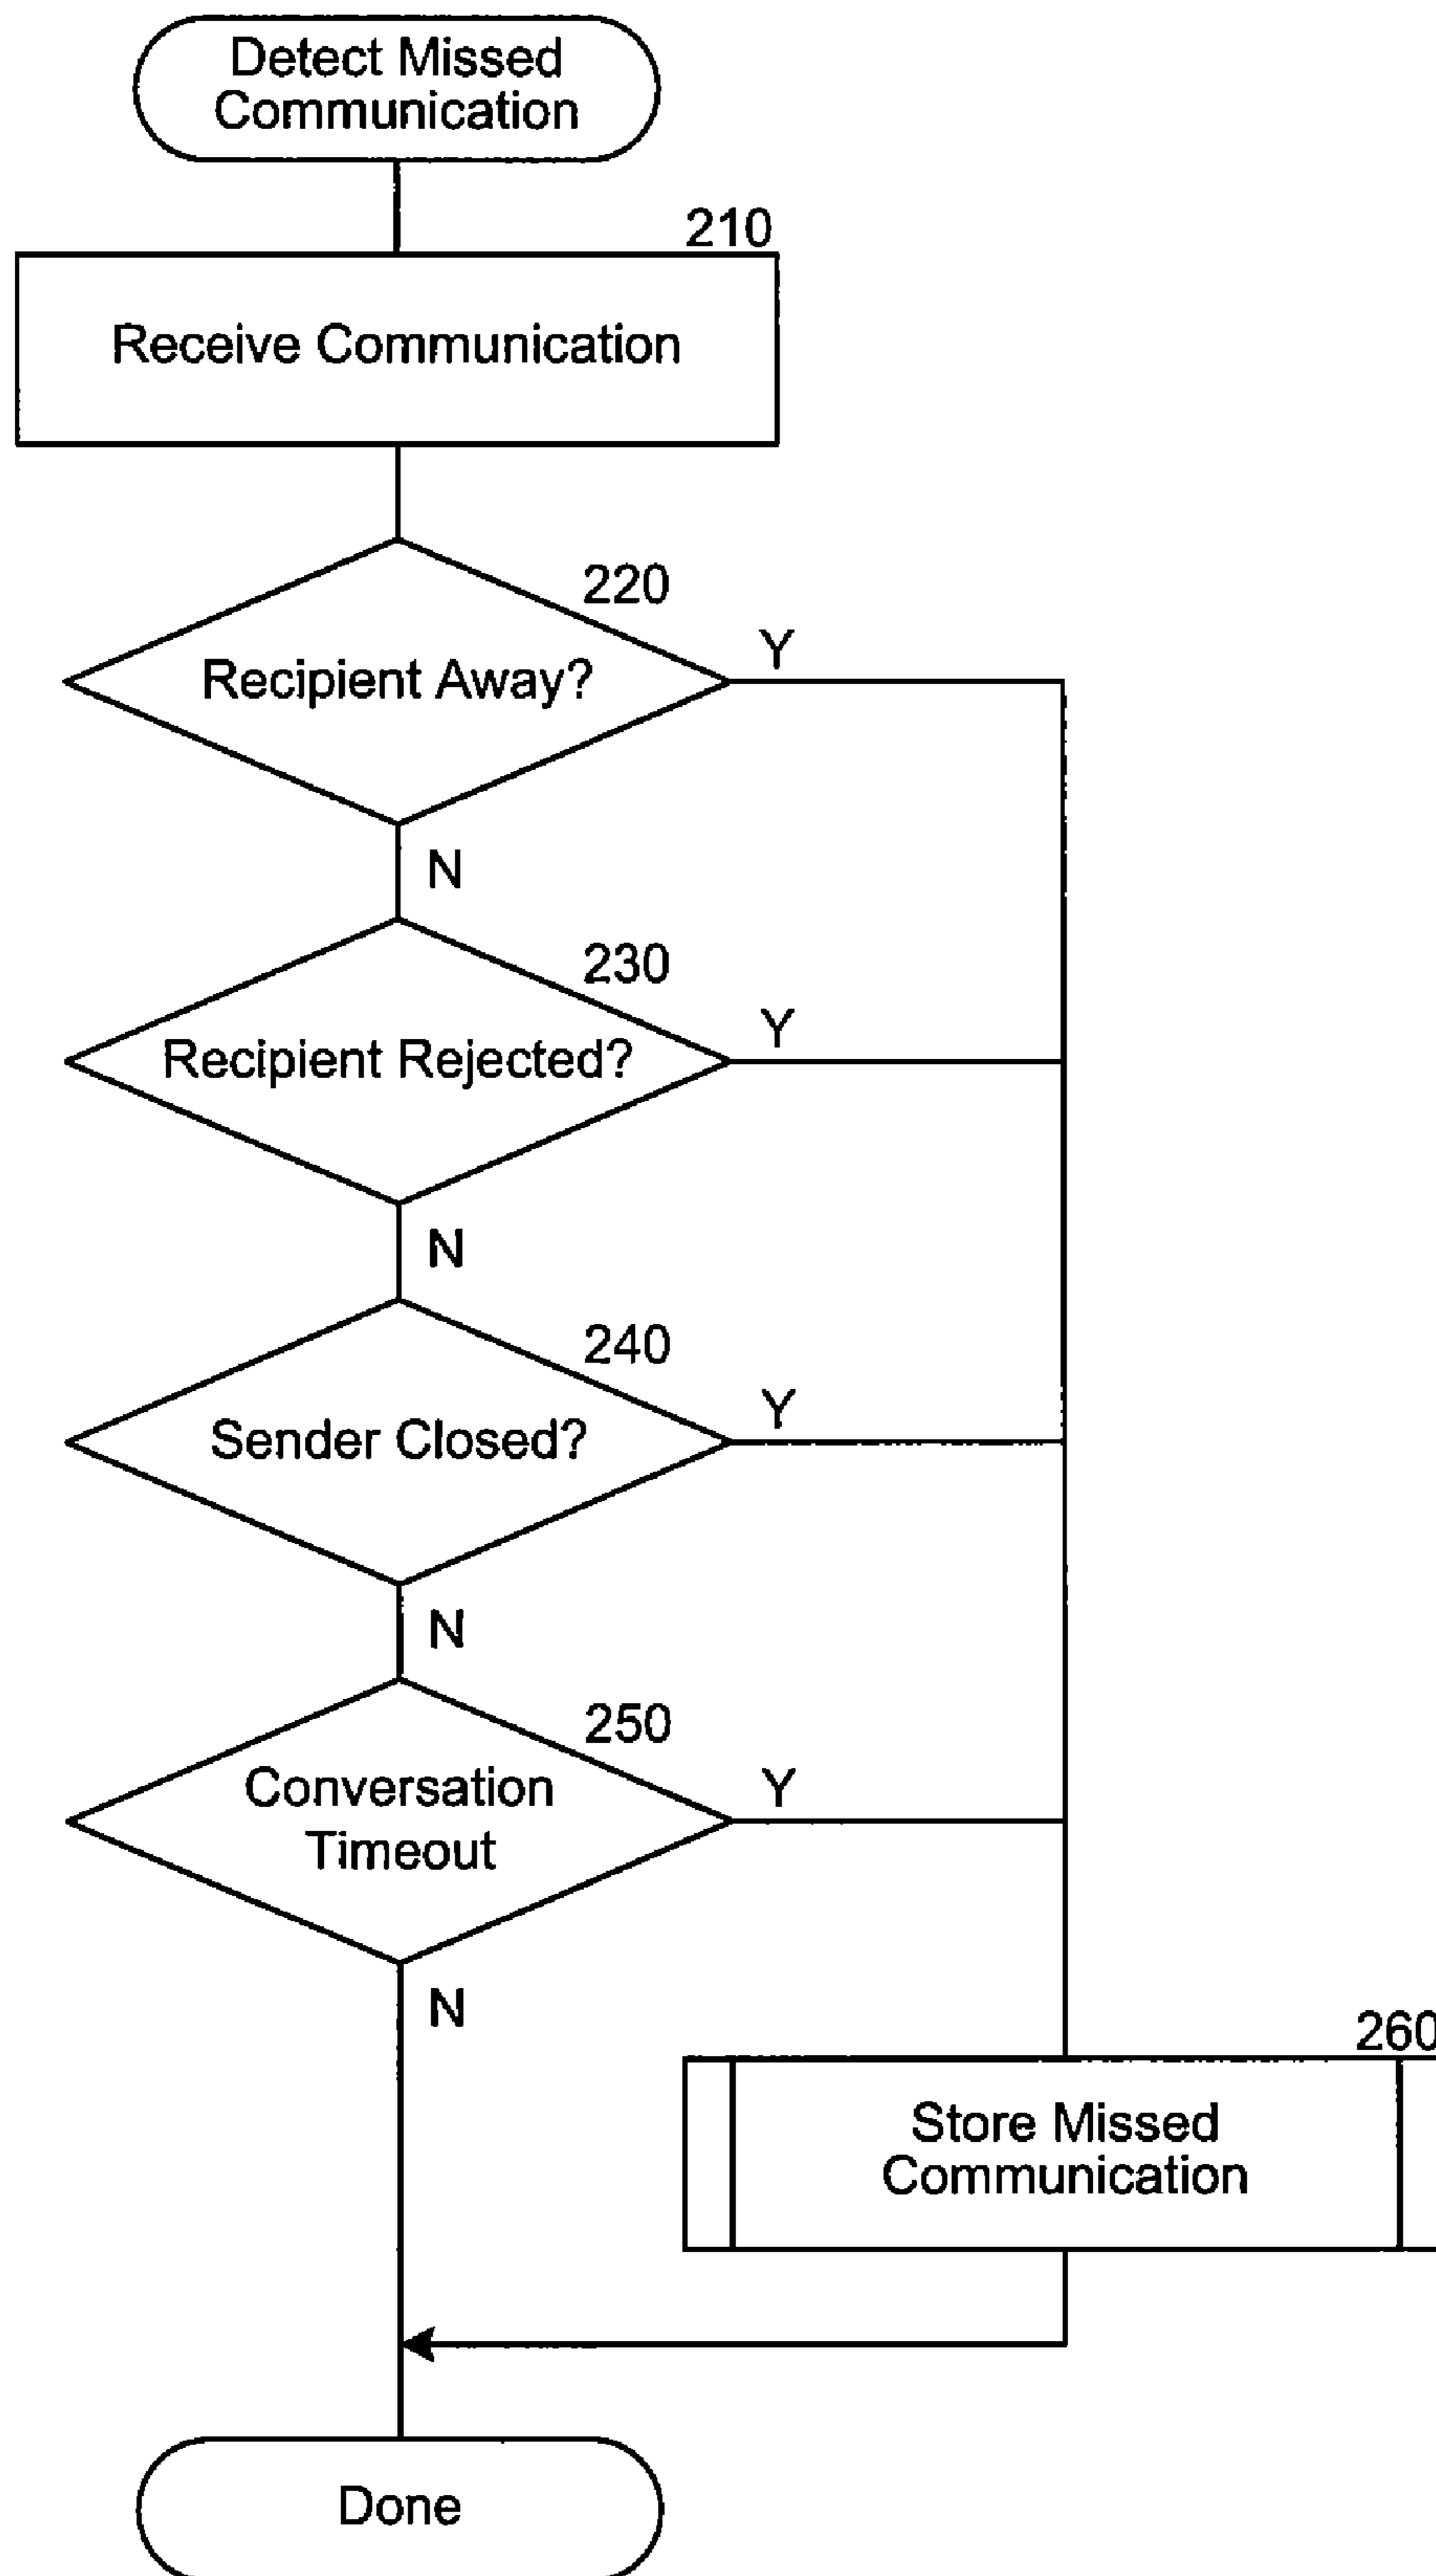 Detect Missed
Communication
210
Receive Communication
220
Recipient Away?
Y
N
230
Recipient Rejected?
Y
N
240
Sender Closed?
Y
N
250
Conversation
Timeout
Y
N
260
Store Missed
Communication
Done